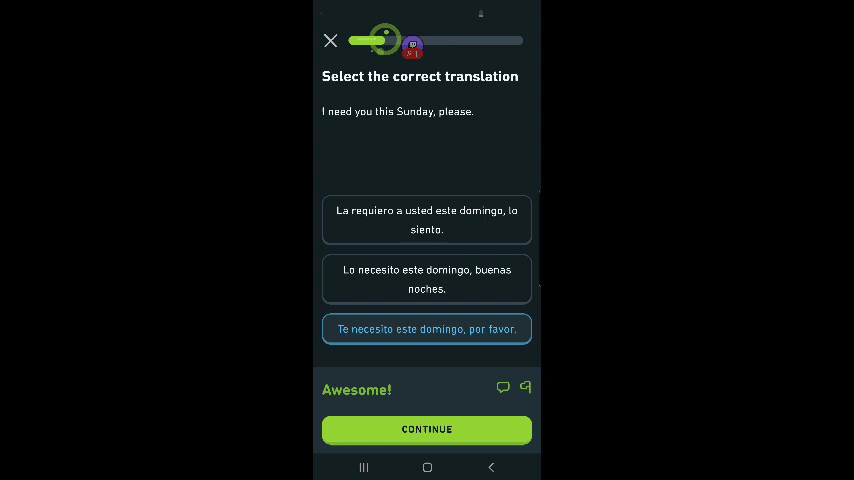 Select the correct translation
I need you this Sunday, please.
La requiero a usted este domingo, lo
siento.
Lo necesito este domingo, buenas
noches.
Te necesito este domingo, por favor.
Awesome!
CONTINUE